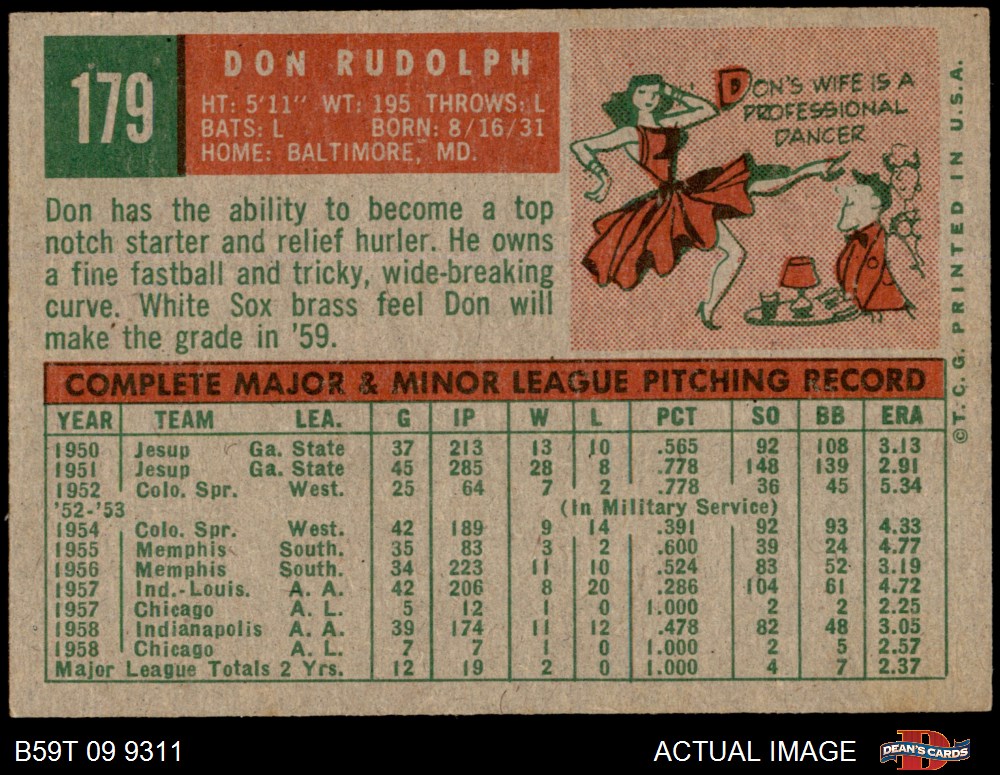 179
DON RUDOLPH
HT: 5'11" WT: 195 THROWS: L
BATS: L BORN: 8/16/31
HOME: BALTIMORE, MD.
DON'S WIFE IS A
PROFESSIONAL
DANCER
Don has the ability to become a top
notch starter and relief hurler. He owns
a fine fastball and tricky, wide-breaking
curve. White Sox brass feel Don will
make the grade in '59.
©T.C.G. PRINTED IN U.S.A.
COMPLETE MAJOR & MINOR LEAGUE PITCHING RECORD
YEAR TEAM LEA. G IP W L PCT SO BB ERA
1950 Jesup Ga. State 37 213 13 10 .565 92 108 3.13
1951 Jesup Ga. State 45 285 28 8 .778 148 139 2.91
1952 Colo. Spr. West. 25 64 7 2 .778 36 45 5.34
'52-'53 (In Military Service)
1954 Colo. Spr. West. 42 189 9 14 .391 92 93 4.33
1955 Memphis South. 35 83 3 2 .600 39 24 4.77
1956 Memphis South. 34 223 11 10 .524 83 52 3.19
1957 Ind.-Louis. A. A. 42 206 8 20 .286 104 61 4.72
1957 Chicago A. L. 5 12 1 0 1.000 2 2 2.25
1958 Indianapolis A. A. 39 174 11 12 .478 82 48 3.05
1958 Chicago A. L. 7 7 1 0 1.000 2 5 2.57
Major League Totals 2 Yrs. 12 19 2 0 1.000 4 7 2.37
B59T 09 9311
ACTUAL IMAGE
D
DEAN'S CARDS